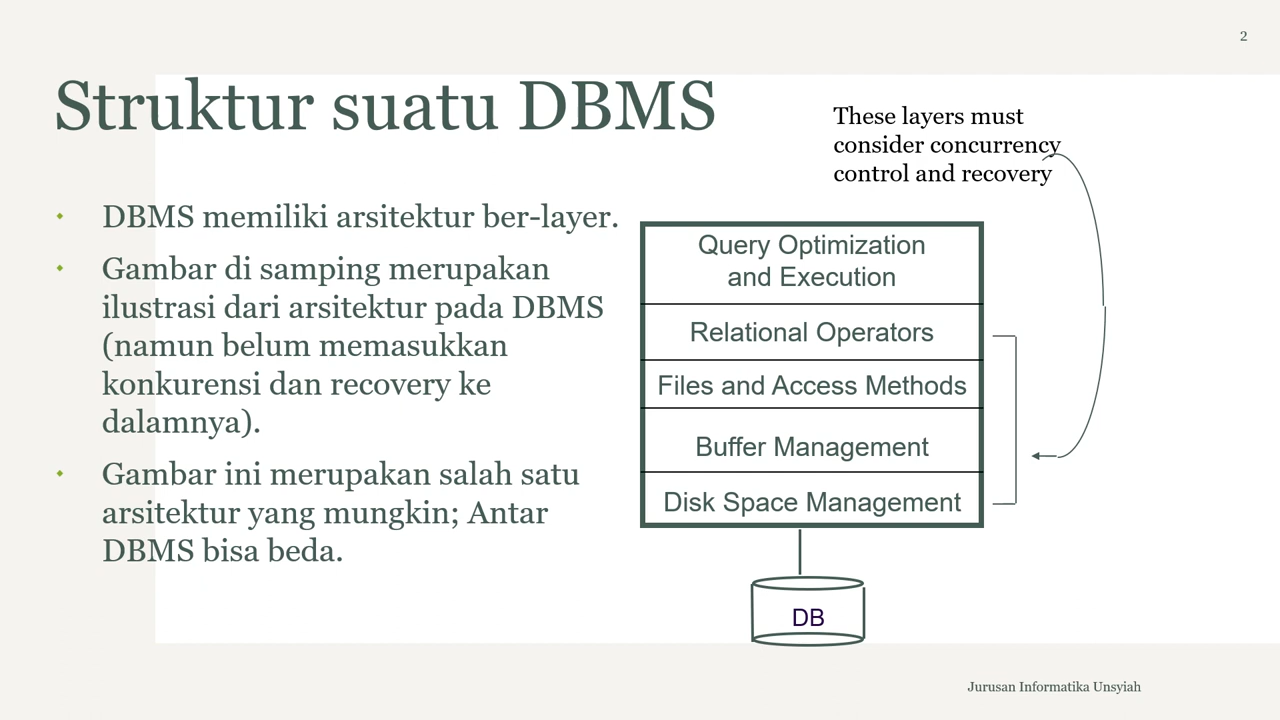 2
Struktur suatu DBMS
These layers must
consider concurrency
control and recovery
• DBMS memiliki arsitektur ber-layer.
• Gambar di samping merupakan
ilustrasi dari arsitektur pada DBMS
(namun belum memasukkan
konkurensi dan recovery ke
dalamnya).
• Gambar ini merupakan salah satu
arsitektur yang mungkin; Antar
DBMS bisa beda.
Query Optimization
and Execution
Relational Operators
Files and Access Methods
Buffer Management
Disk Space Management
DB
Jurusan Informatika Unsyiah